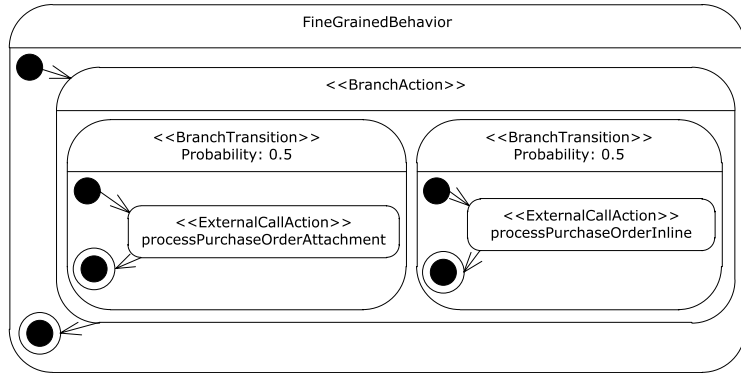 FineGrainedBehavior
<<BranchAction>>
<<BranchTransition>>
Probability: 0.5
<<ExternalCallAction>>
processPurchaseOrderAttachment
<<BranchTransition>>
Probability: 0.5
<<ExternalCallAction>>
processPurchaseOrderInline